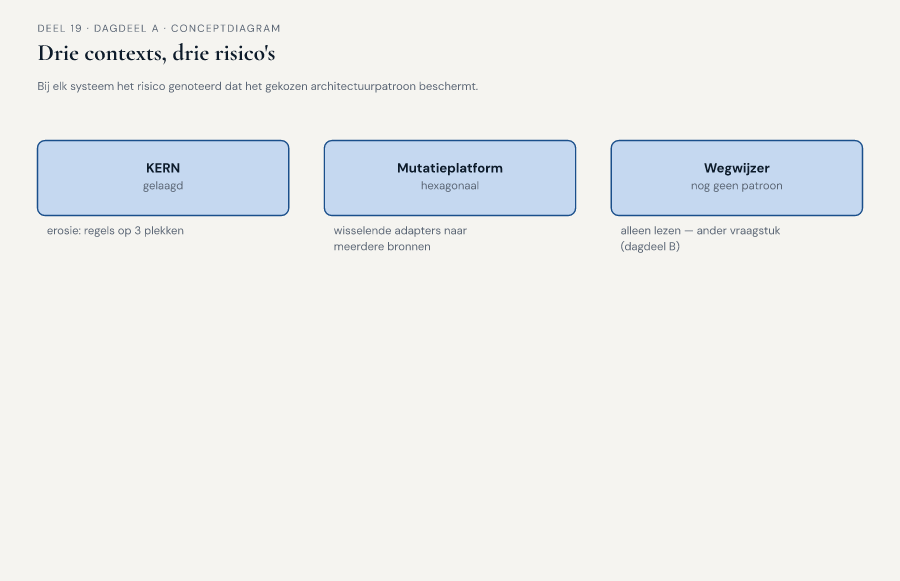 DEEL 19 · DAGDEEL A · CONCEPTDIAGRAM
Drie contexts, drie risico's
Bij elk systeem het risico genoteerd dat het gekozen architectuurpatroon beschermt.
KERN
gelaagd
erosie: regels op 3 plekken
Mutatieplatform
hexagonaal
wisselende adapters naar
meerdere bronnen
Wegwijzer
nog geen patroon
alleen lezen — ander vraagstuk
(dagdeel B)